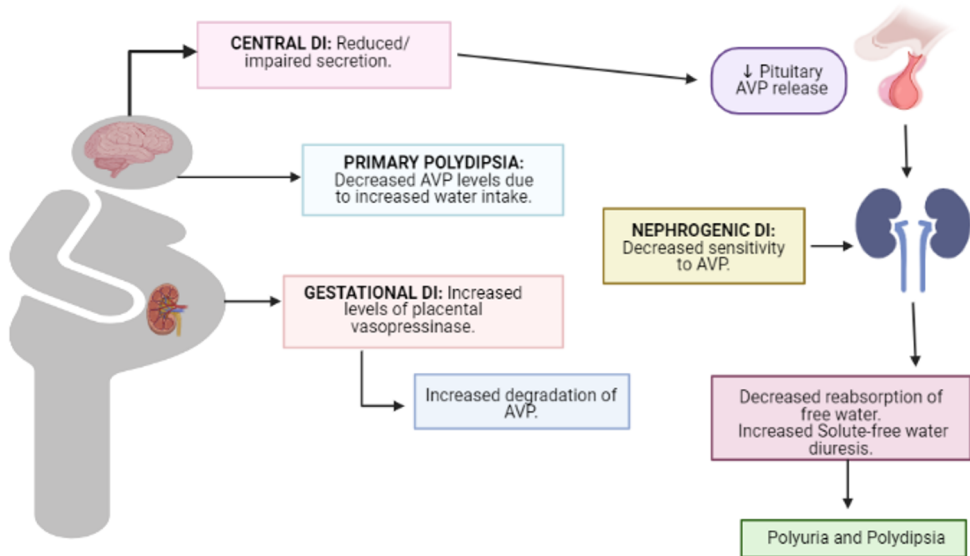 CENTRAL DI: Reduced/
impaired secretion.
↓ Pituitary
AVP release
PRIMARY POLYDIPSIA:
Decreased AVP levels due
to increased water intake.
NEPHROGENIC DI:
Decreased sensitivity
to AVP.
GESTATIONAL DI: Increased
levels of placental
vasopressinase.
Increased degradation of
AVP.
Decreased reabsorption of
free water.
Increased Solute-free water
diuresis.
Polyuria and Polydipsia